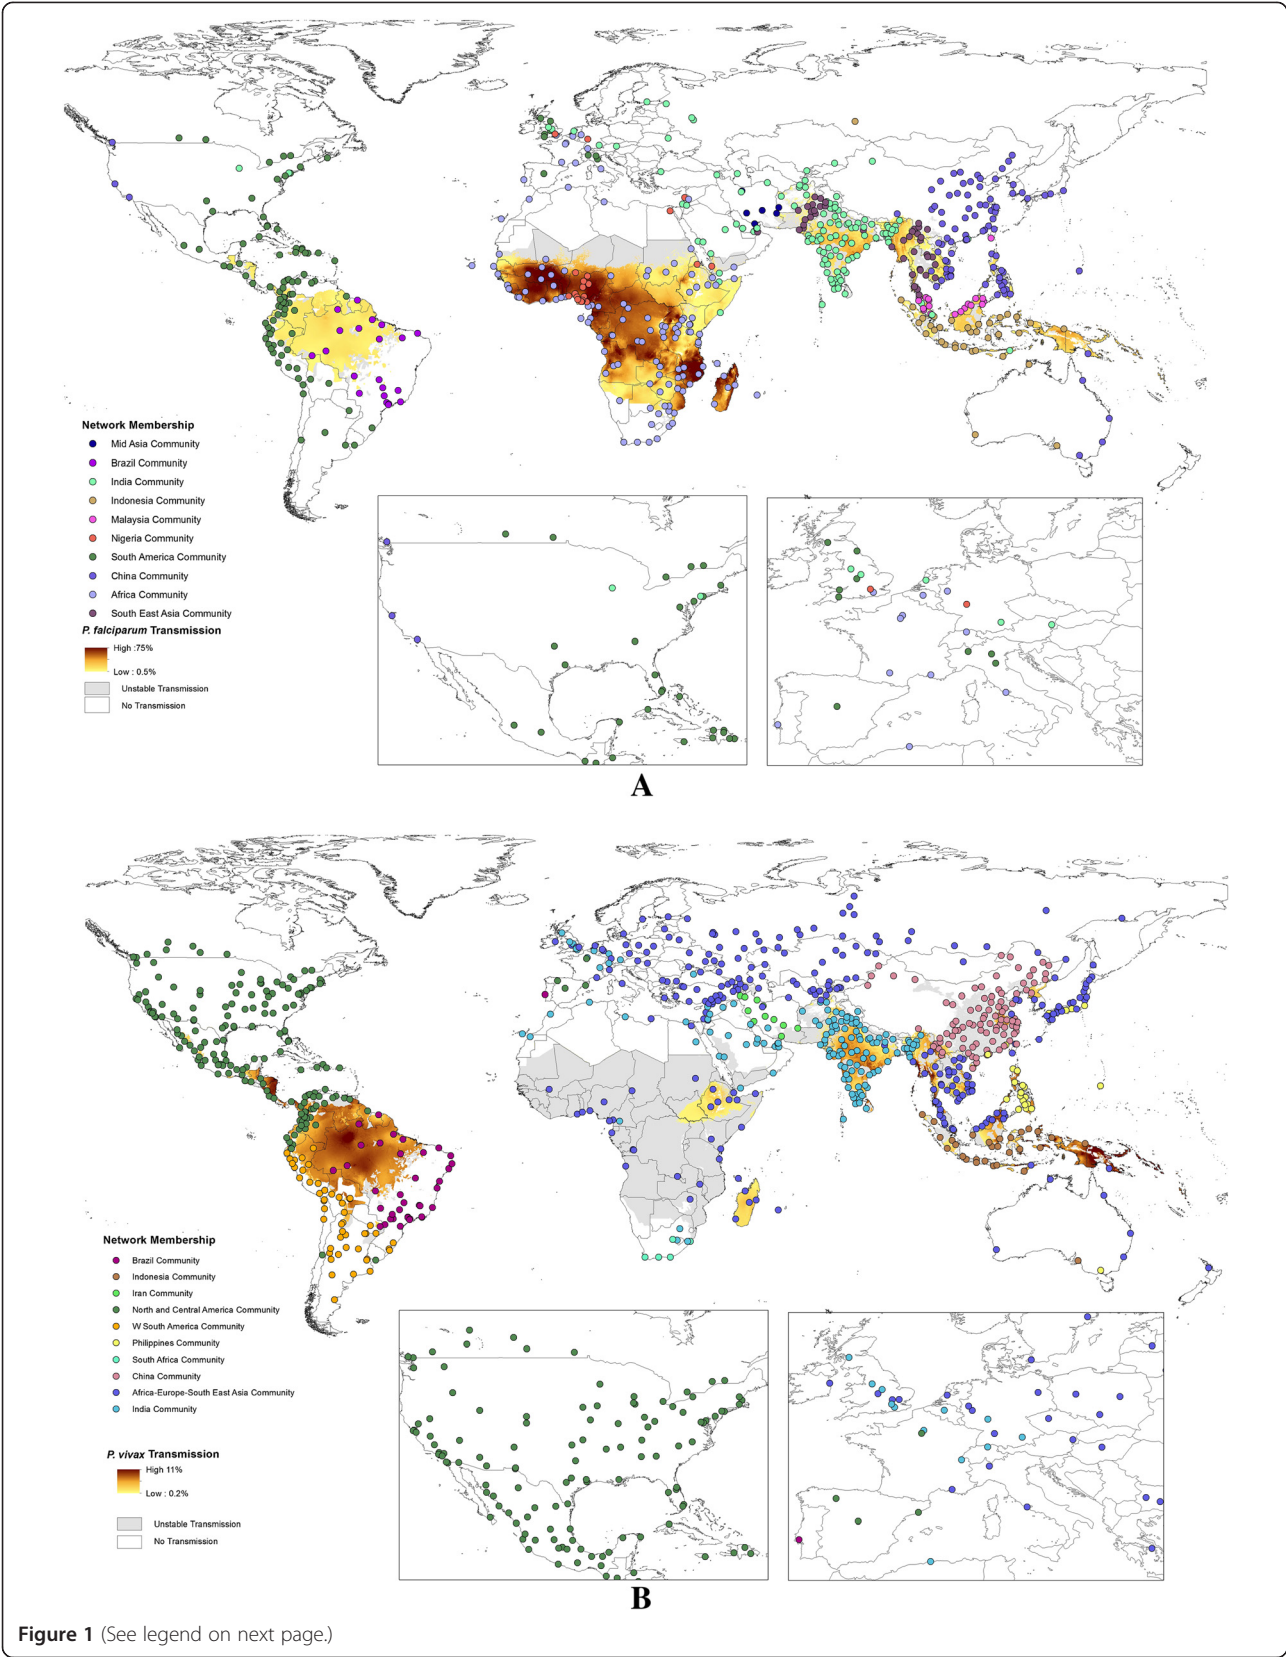 Network Membership
Mid Asia Community
Brazil Community
India Community
Indonesia Community
Malaysia Community
Nigeria Community
South America Community
China Community
Africa Community
South East Asia Community
P. falciparum Transmission
High :75%
Low : 0.5%
Unstable Transmission
No Transmission
A
Network Membership
Brazil Community
Indonesia Community
Iran Community
North and Central America Community
W South America Community
Philippines Community
South Africa Community
China Community
Africa-Europe-South East Asia Community
India Community
P. vivax Transmission
High 11%
Low : 0.2%
Unstable Transmission
No Transmission
B
Figure 1 (See legend on next page.)